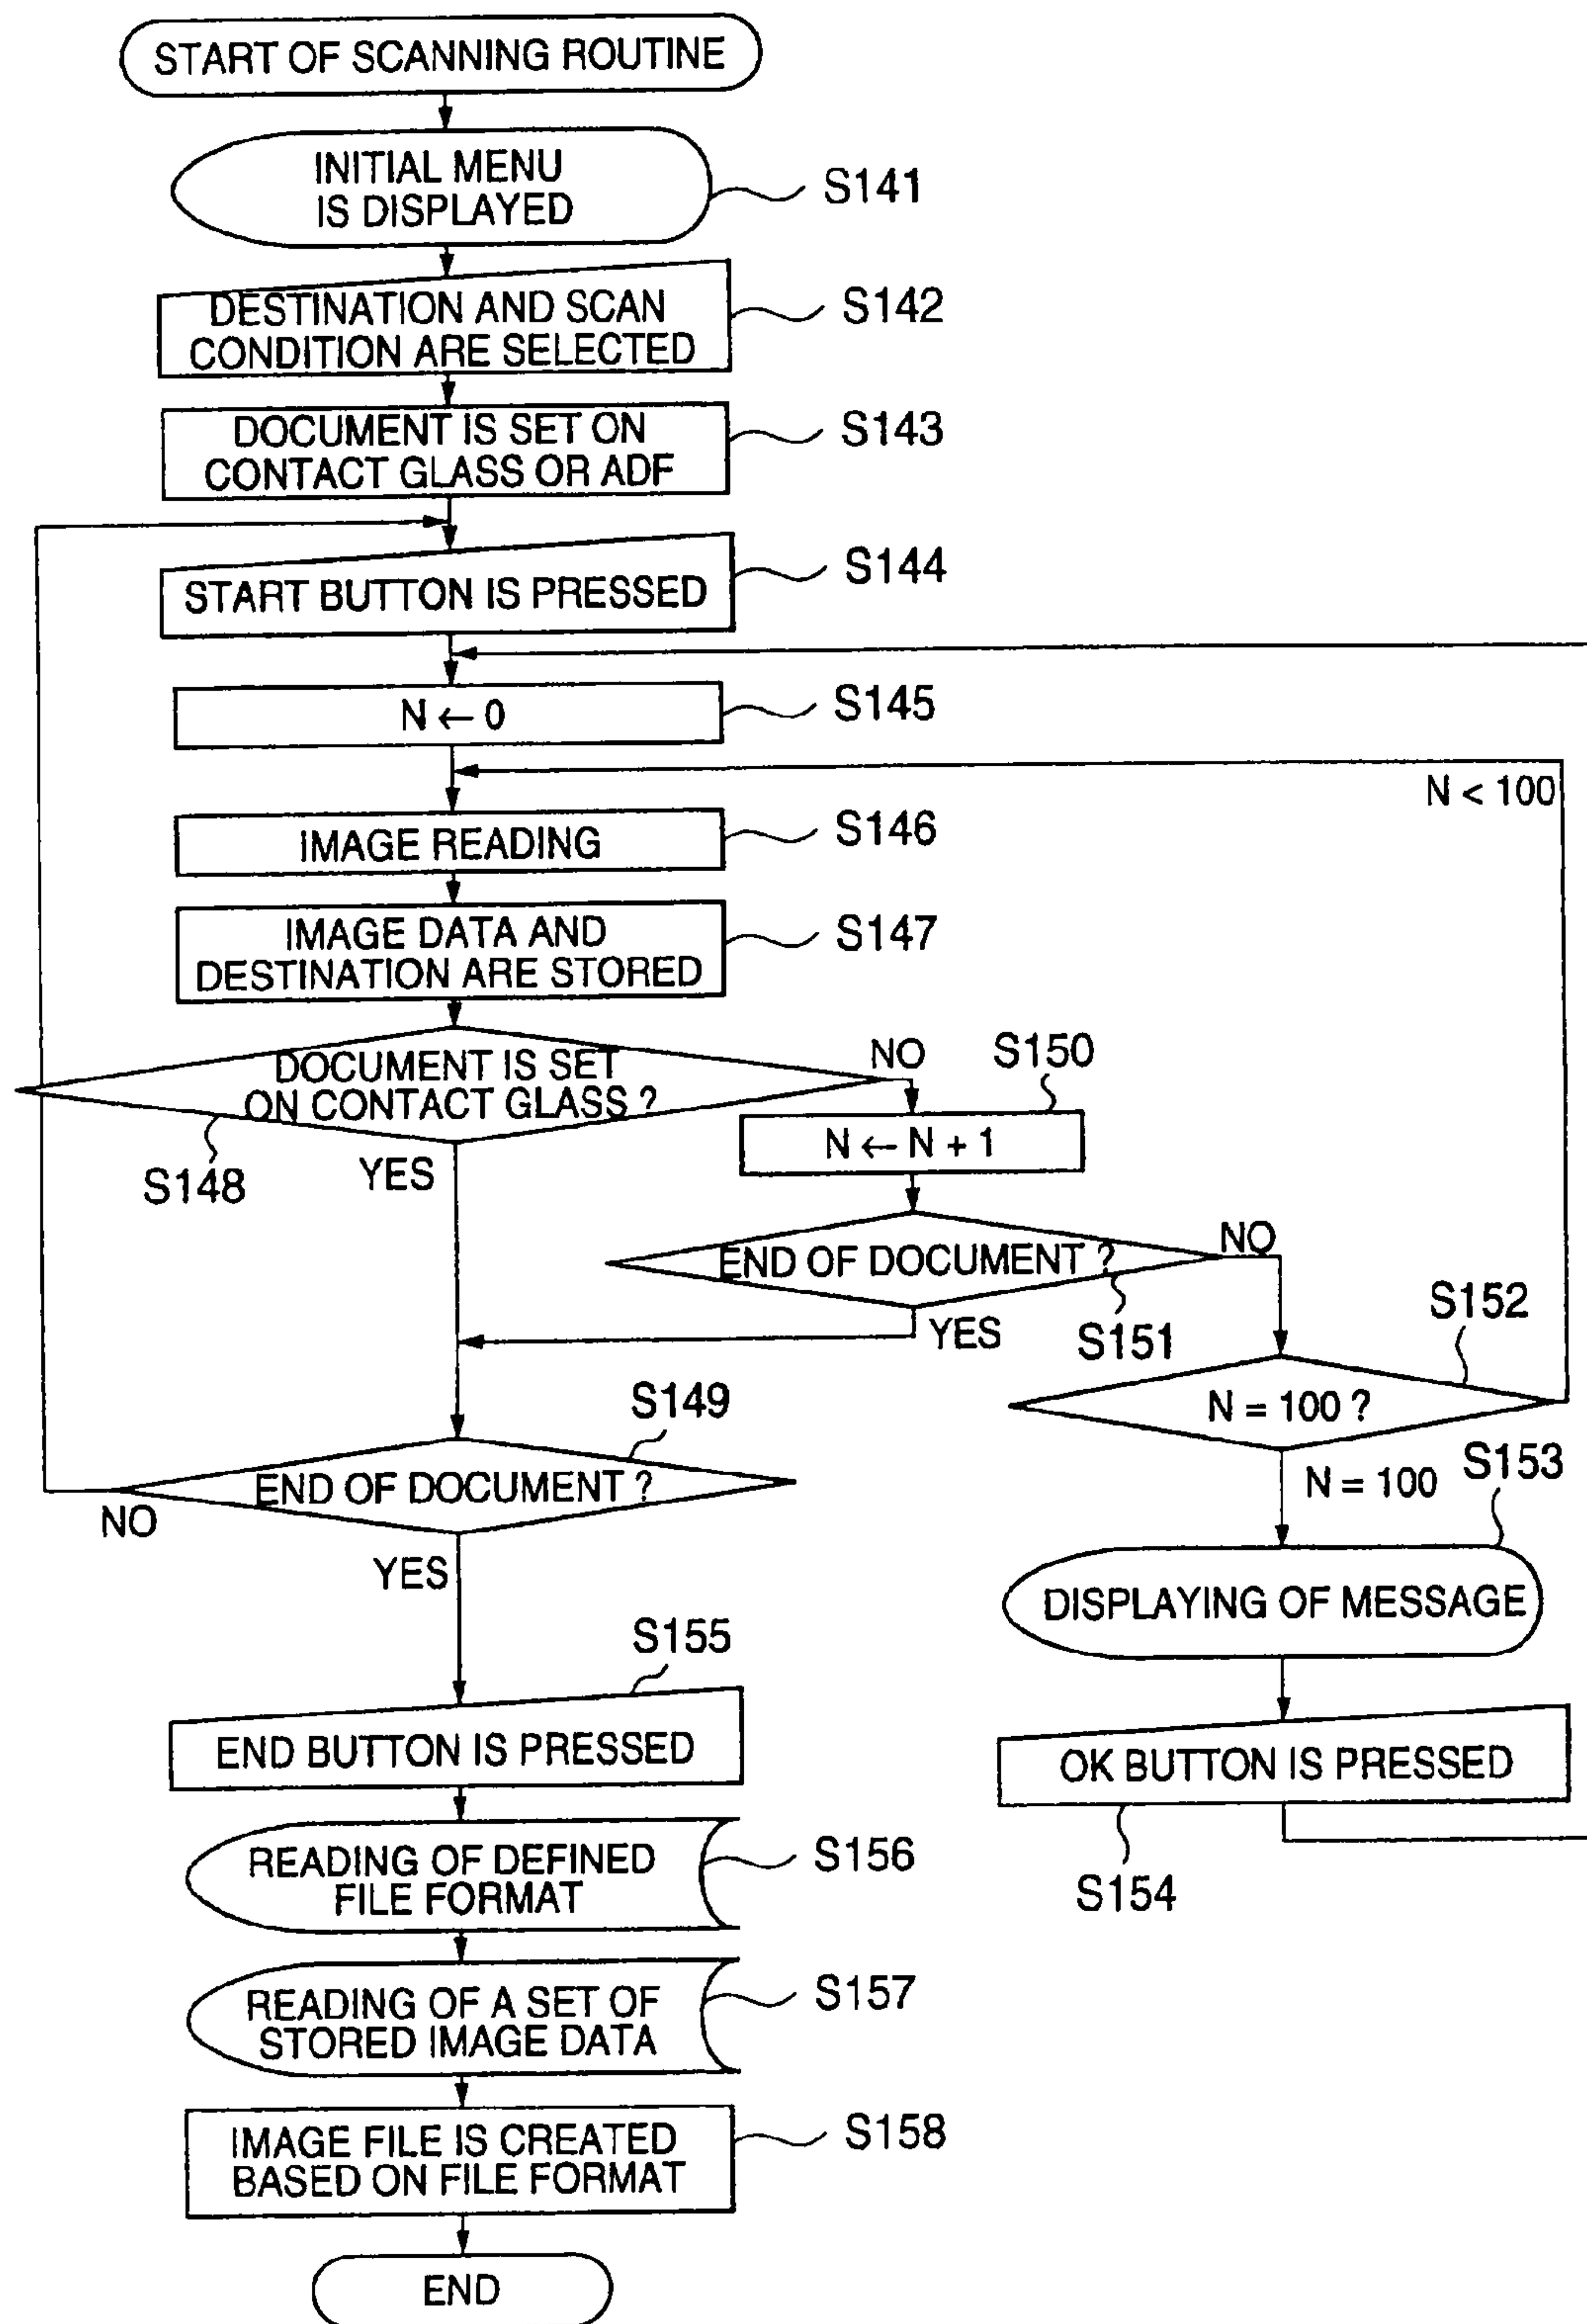 START OF SCANNING ROUTINE
INITIAL MENU
IS DISPLAYED
S141
DESTINATION AND SCAN
CONDITION ARE SELECTED
S142
DOCUMENT IS SET ON
CONTACT GLASS OR ADF
S143
START BUTTON IS PRESSED
S144
N ← 0
S145
N < 100
IMAGE READING
S146
IMAGE DATA AND
DESTINATION ARE STORED
S147
DOCUMENT IS SET
ON CONTACT GLASS ?
NO
S150
S148
YES
N ← N + 1
END OF DOCUMENT ?
NO
YES
S151
S152
N = 100 ?
S149
END OF DOCUMENT ?
NO
YES
N = 100
S153
DISPLAYING OF MESSAGE
S155
END BUTTON IS PRESSED
OK BUTTON IS PRESSED
S154
READING OF DEFINED
FILE FORMAT
S156
READING OF A SET OF
STORED IMAGE DATA
S157
IMAGE FILE IS CREATED
BASED ON FILE FORMAT
S158
END